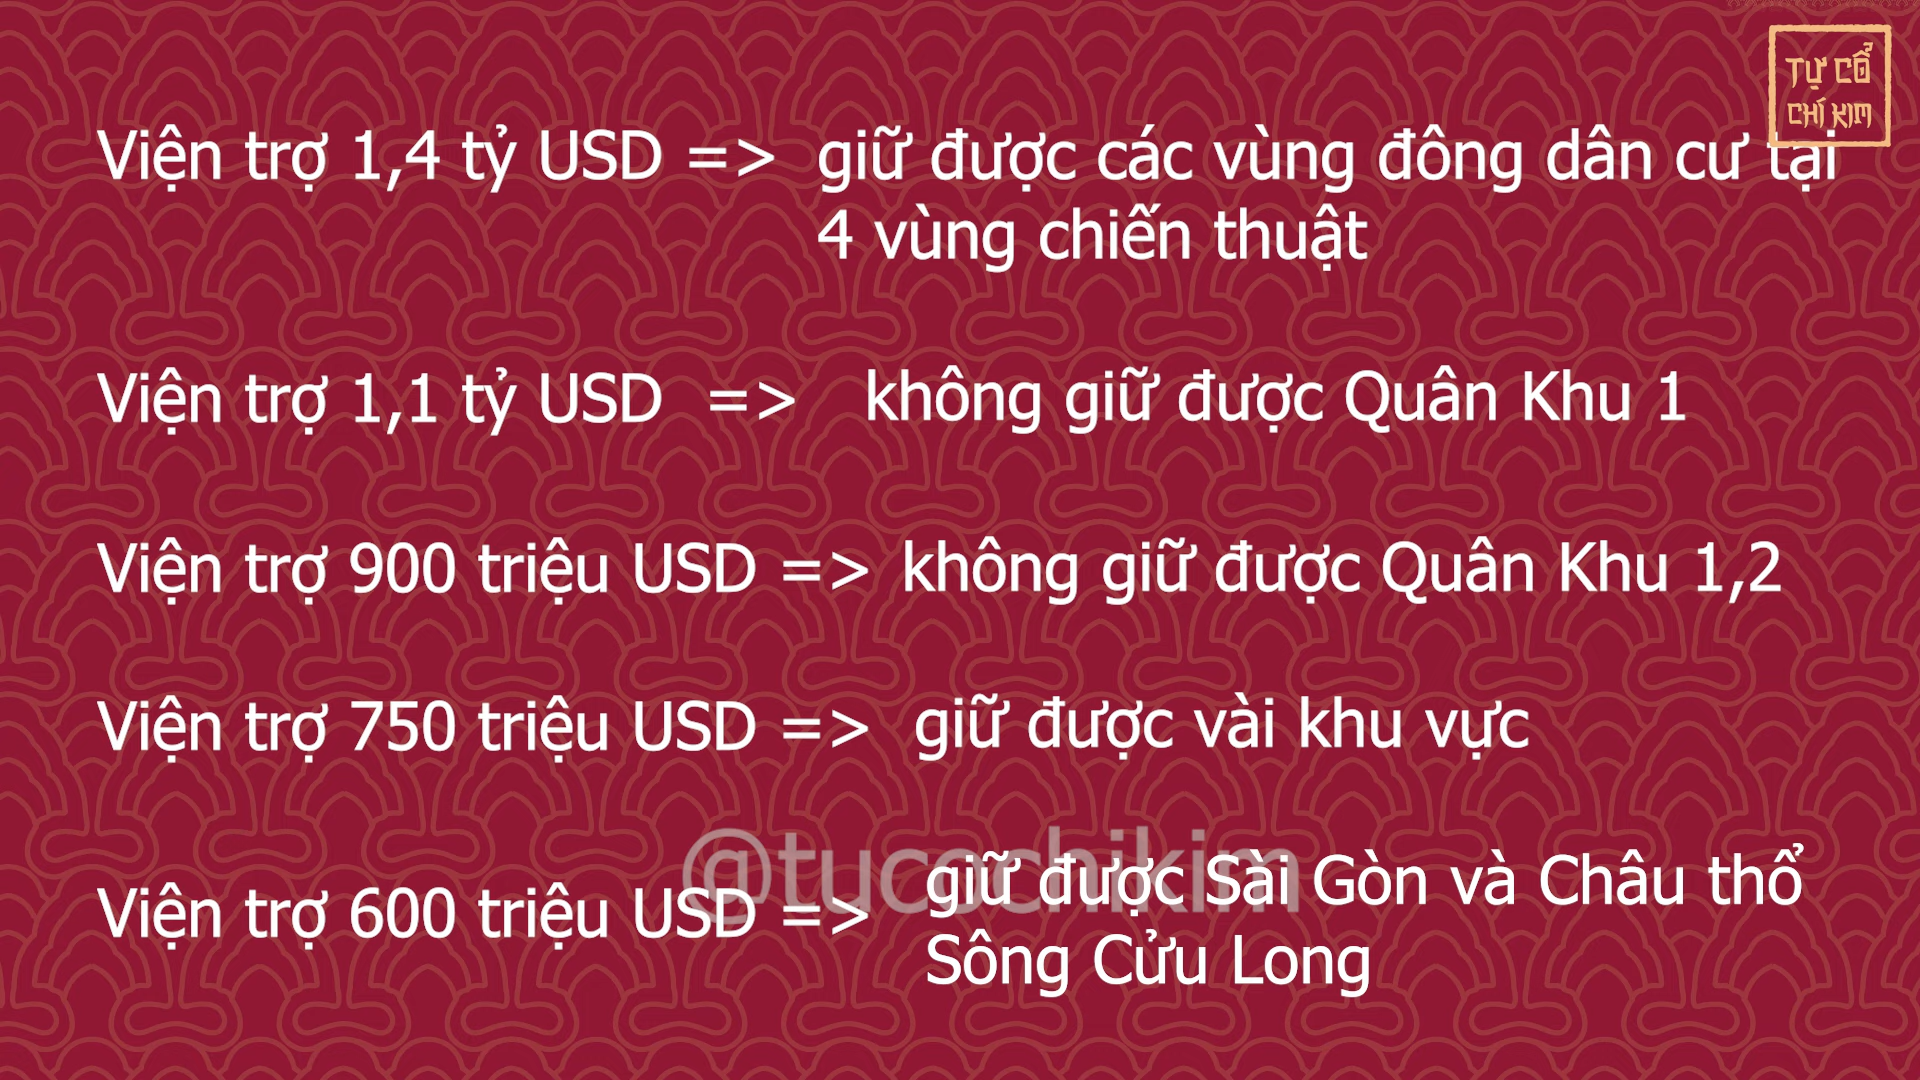 TỰ CỔ
CHÍ KIM
Viện trợ 1,4 tỷ USD => giữ được các vùng đông dân cư tại
4 vùng chiến thuật
Viện trợ 1,1 tỷ USD => không giữ được Quân Khu 1
Viện trợ 900 triệu USD => không giữ được Quân Khu 1,2
Viện trợ 750 triệu USD => giữ được vài khu vực
@tucochikim
Viện trợ 600 triệu USD => giữ được Sài Gòn và Châu thổ
Sông Cửu Long